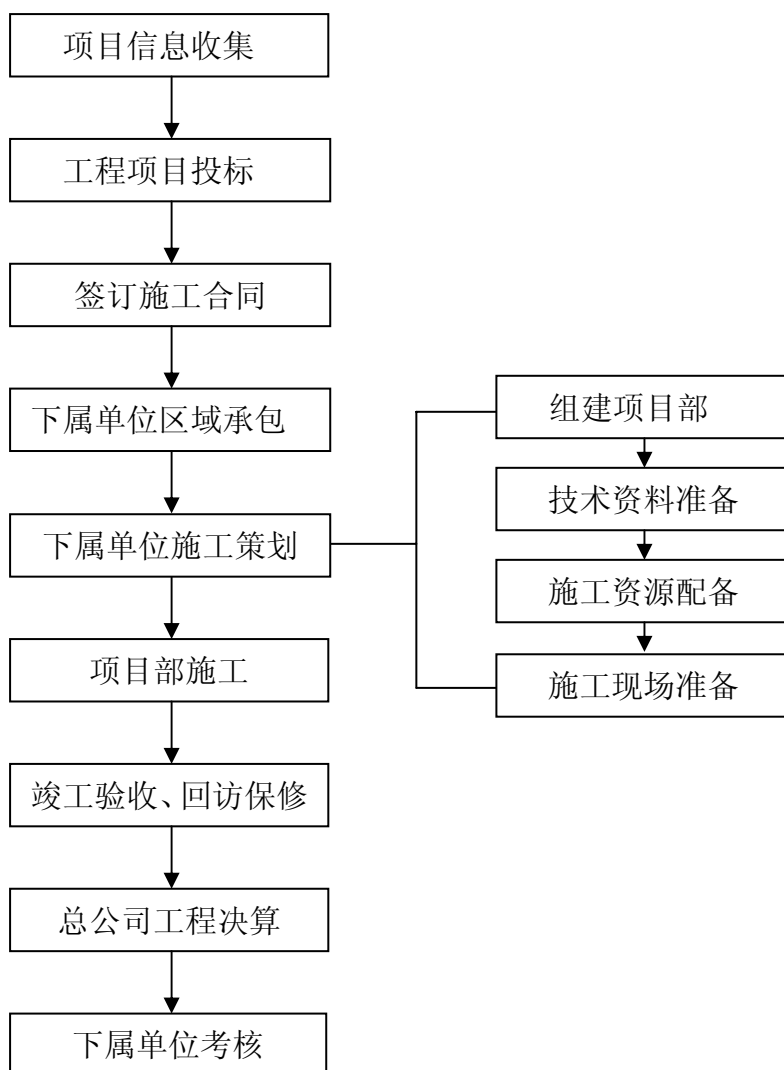 项目信息收集
工程项目投标
签订施工合同
下属单位区域承包
下属单位施工策划
项目部施工
竣工验收、回访保修
总公司工程决算
下属单位考核
组建项目部
技术资料准备
施工资源配备
施工现场准备